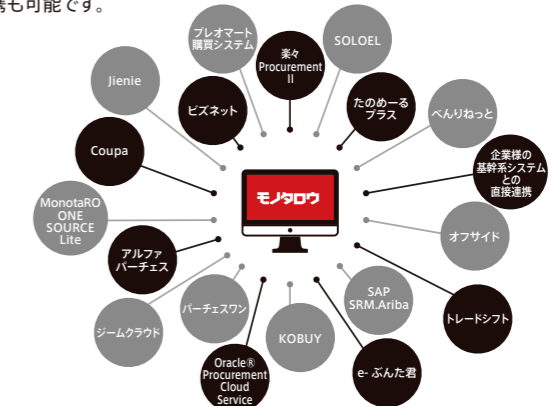 携も可能です。
プレオマート
購買システム
楽々
Procurement
II
SOLOEL
Jienie
ビズネット
たのめーる
プラス
べんりねっと
Coupa
企業様の
基幹系システム
との
直接連携
モノタロウ
MonotaRO
ONE
SOURCE
Lite
オフサイド
アルファ
パーチェス
ジームクラウド
パーチェスワン
SAP
SRM.Ariba
トレードシフト
KOBUY
Oracle®
Procurement
Cloud
Service
e- ぶんた君